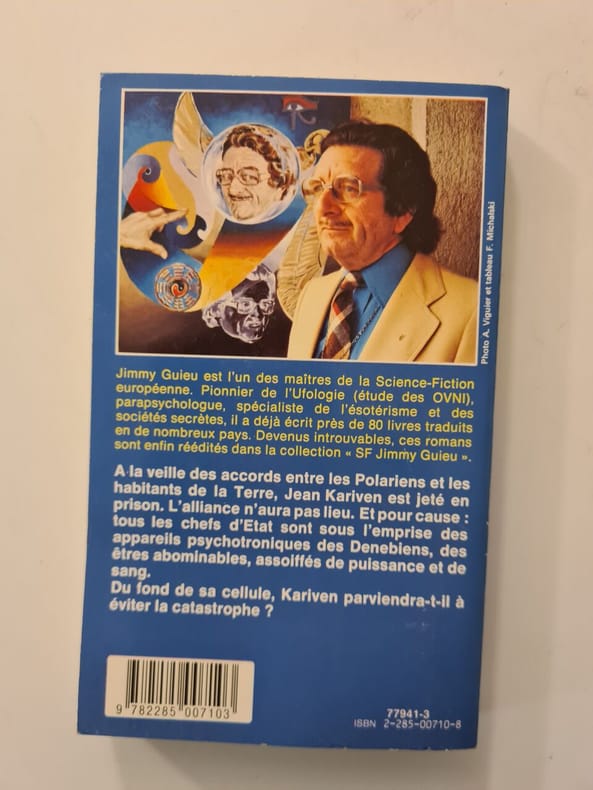 Photo A. Viguier et tableau F. Michalski
Jimmy Guieu est l'un des maîtres de la Science-Fiction
européenne. Pionnier de l'Ufologie (étude des OVNI),
parapsychologue, spécialiste de l'ésotérisme et des
sociétés secrètes, il a déjà écrit près de 80 livres traduits
en de nombreux pays. Devenus introuvables, ces romans
sont enfin réédités dans la collection « SF Jimmy Guieu ».
A la veille des accords entre les Polariens et les
habitants de la Terre, Jean Kariven est jeté en
prison. L'alliance n'aura pas lieu. Et pour cause :
tous les chefs d'Etat sont sous l'emprise des
appareils psychotroniques des Denebiens, des
êtres abominables, assoiffés de puissance et de
sang.
Du fond de sa cellule, Kariven parviendra-t-il à
éviter la catastrophe ?
9 782285 007103
77941-3
ISBN 2-285-00710-8